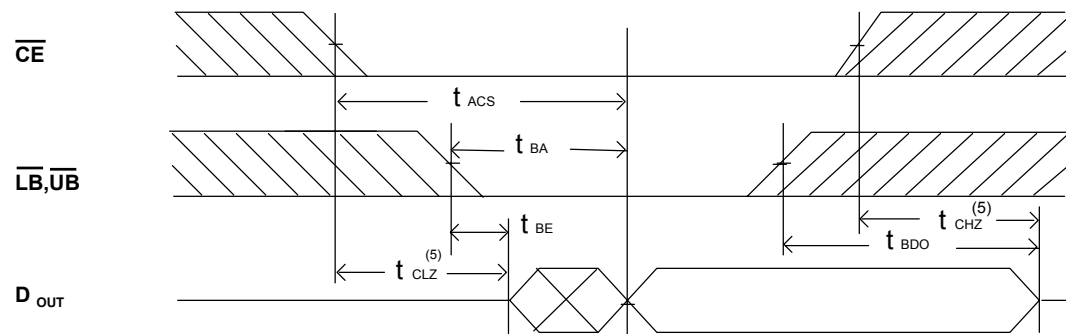 CE
t ACS
t BA
LB,UB
t CHZ(5)
t BE
t BDO
t CLZ(5)
D OUT